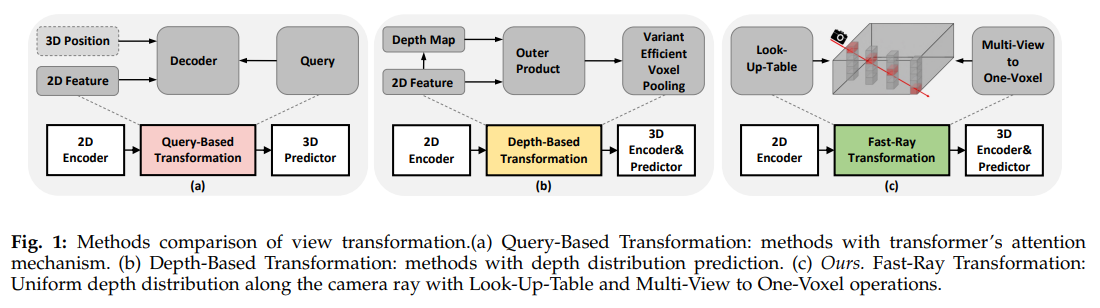 3D Position
2D Feature
Decoder
Query
2D
Encoder
Query-Based
Transformation
3D
Predictor
(a)
Depth Map
2D Feature
Outer
Product
Variant
Efficient
Voxel
Pooling
2D
Encoder
Depth-Based
Transformation
3D
Encoder&
Predictor
(b)
Look-
Up-Table
Multi-View
to
One-Voxel
2D
Encoder
Fast-Ray
Transformation
3D
Encoder&
Predictor
(c)
Fig. 1: Methods comparison of view transformation.(a) Query-Based Transformation: methods with transformer's attention
mechanism. (b) Depth-Based Transformation: methods with depth distribution prediction. (c) Ours. Fast-Ray Transformation:
Uniform depth distribution along the camera ray with Look-Up-Table and Multi-View to One-Voxel operations.